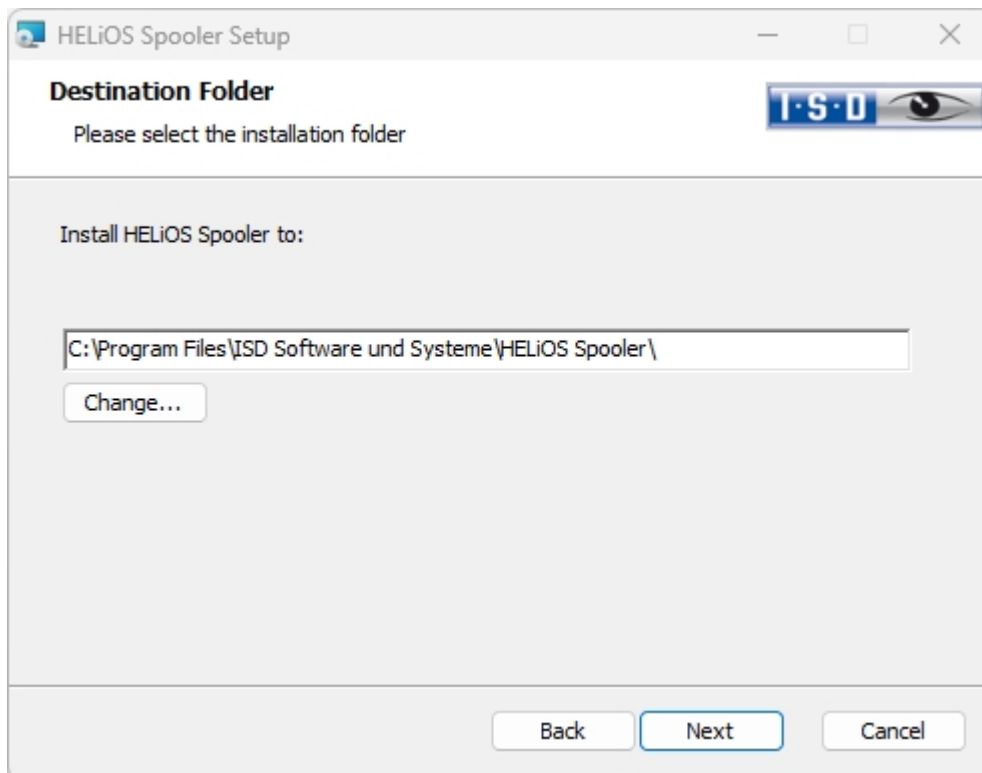 HELiOS Spooler Setup
Destination Folder
Please select the installation folder
I·S·D
Install HELiOS Spooler to:
C:\Program Files\ISD Software und Systeme\HELiOS Spooler\
Change...
Back Next Cancel